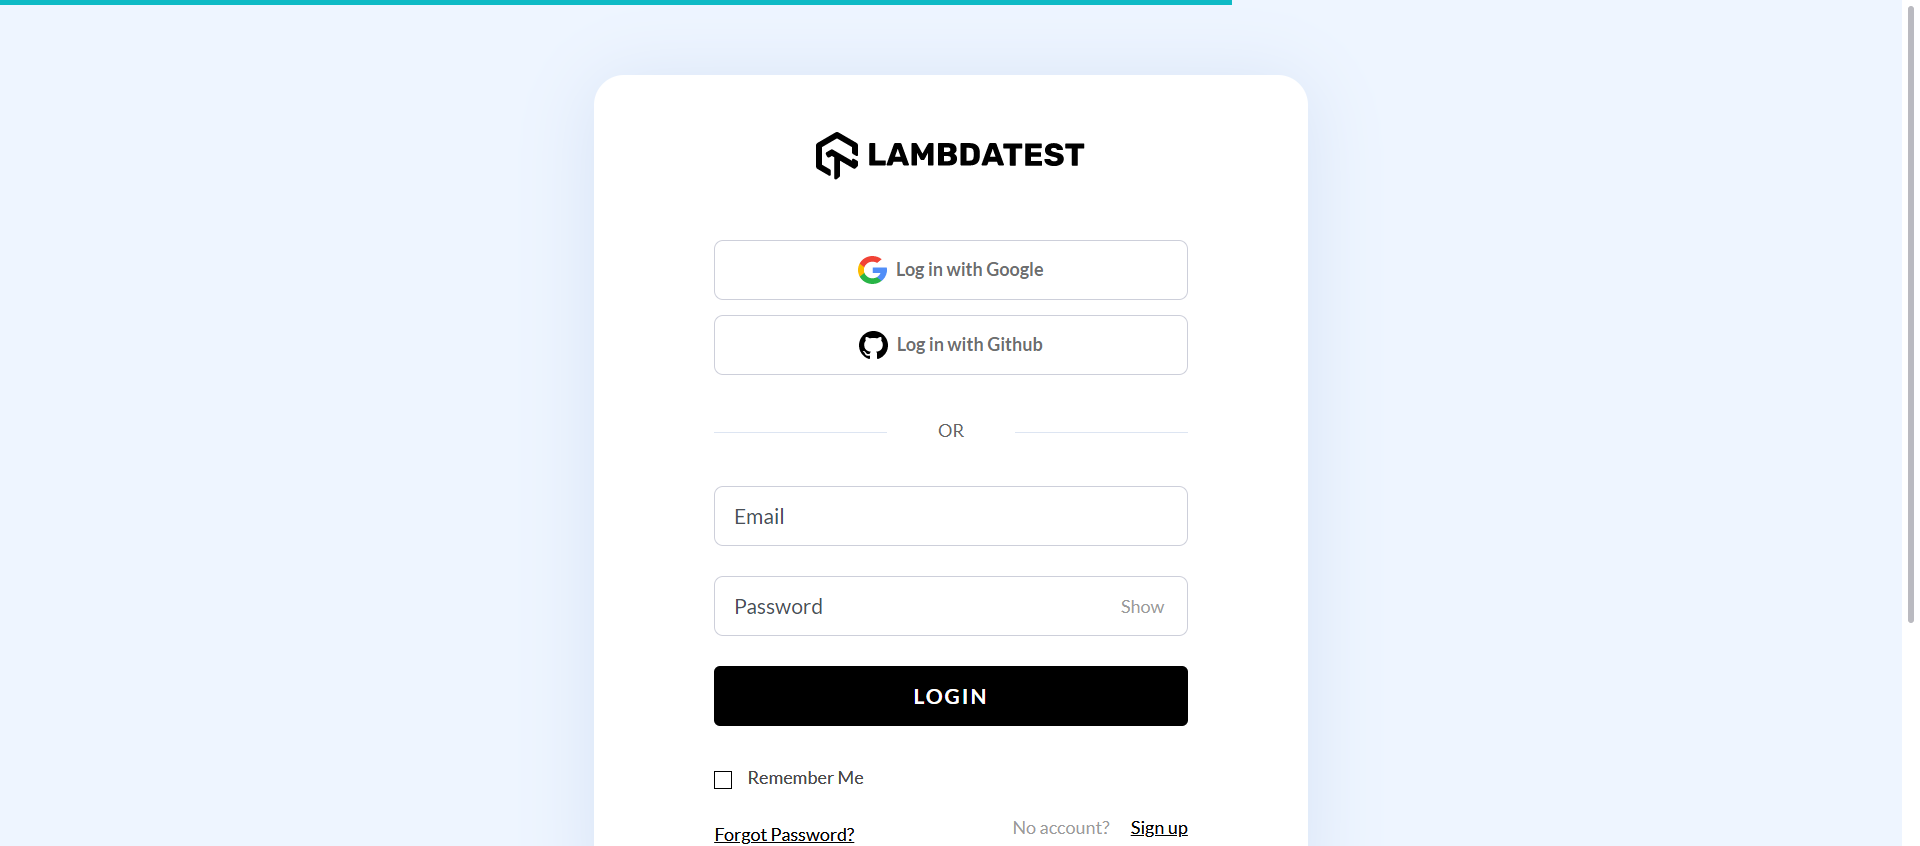 LAMBDATEST
Log in with Google
Log in with Github
OR
Email
Password Show
LOGIN
Remember Me
Forgot Password? No account? Sign up